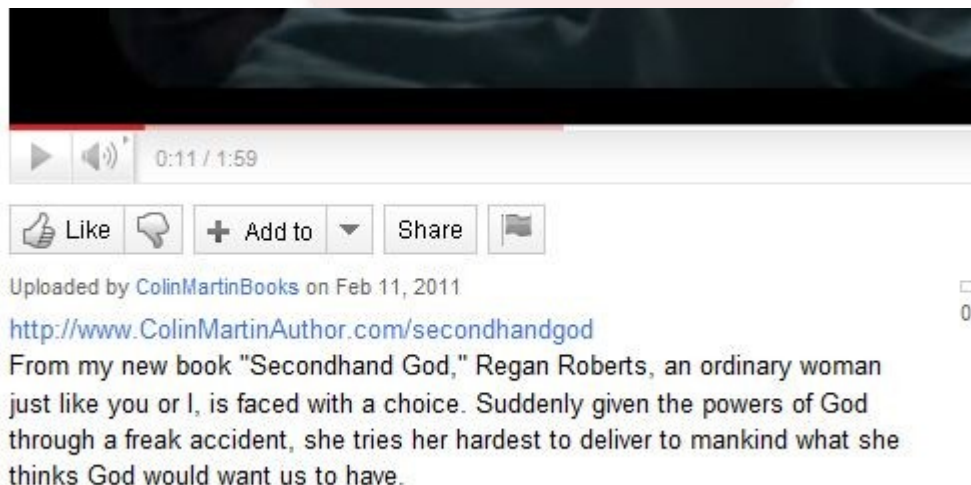 0:11 / 1:59
Like Add to Share
Uploaded by ColinMartinBooks on Feb 11, 2011
0
http://www.ColinMartinAuthor.com/secondhandgod
From my new book "Secondhand God," Regan Roberts, an ordinary woman
just like you or I, is faced with a choice. Suddenly given the powers of God
through a freak accident, she tries her hardest to deliver to mankind what she
thinks God would want us to have.